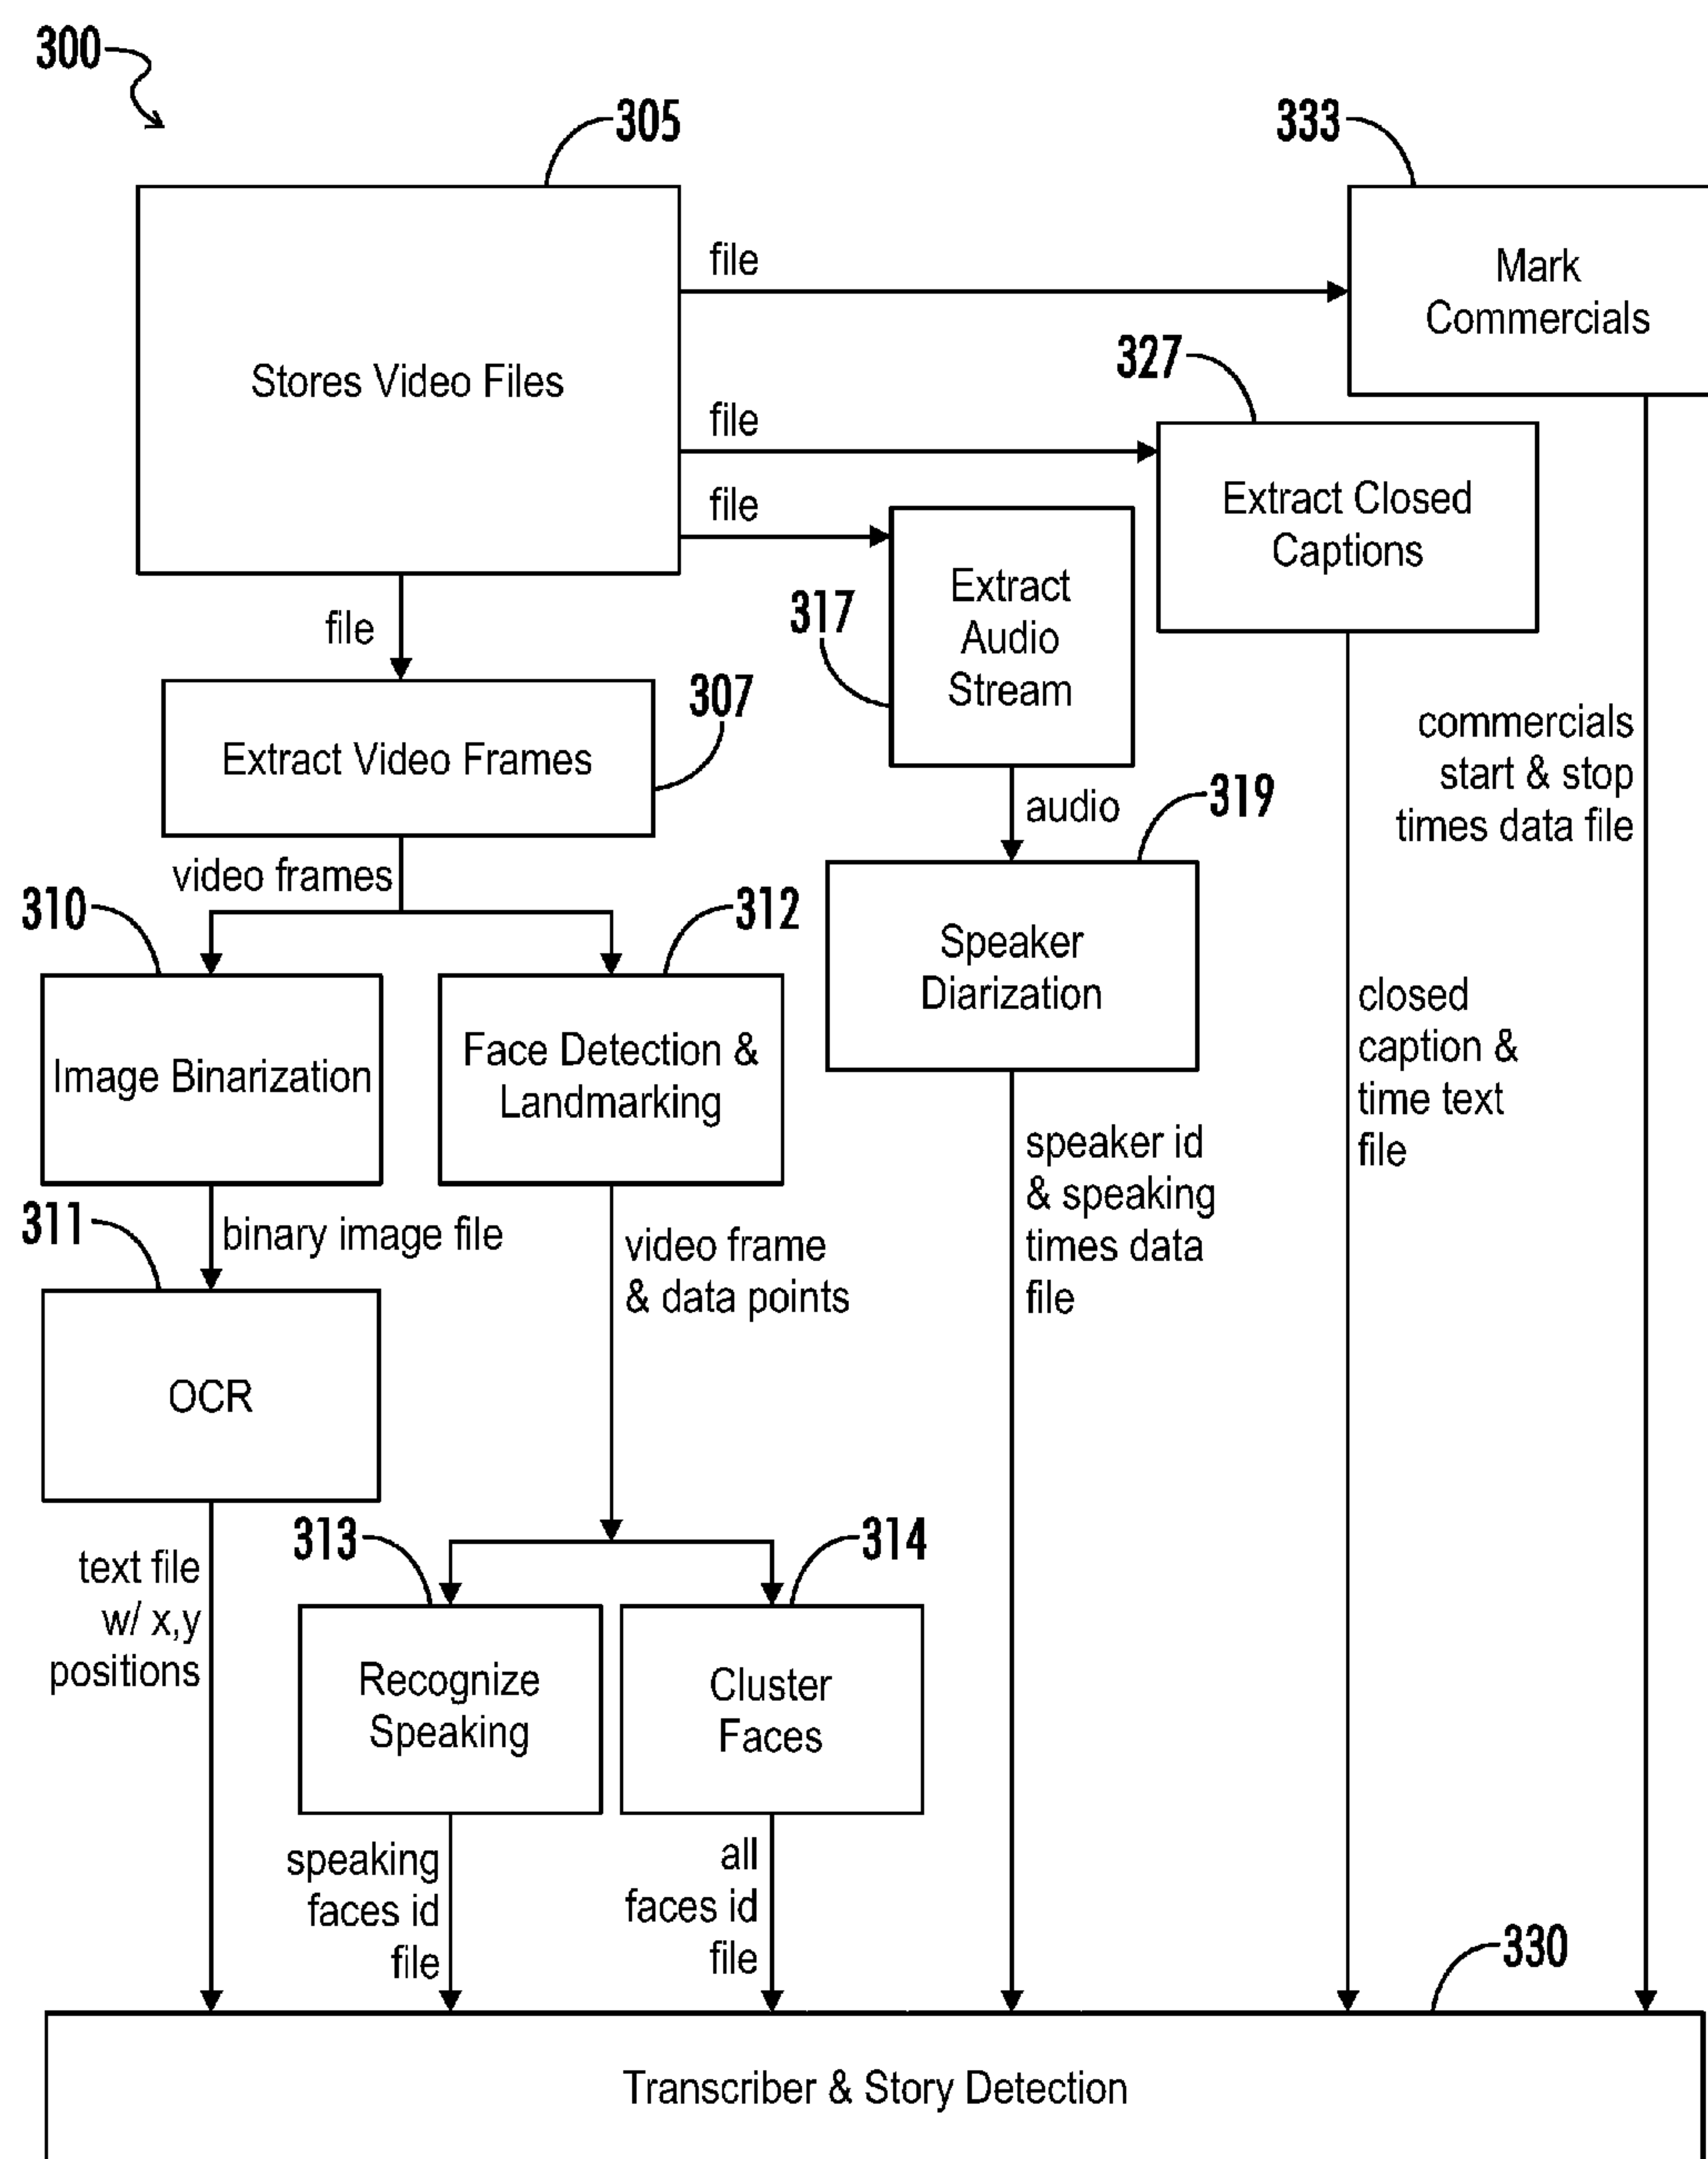 300
305
333
Stores Video Files
file
Mark
Commercials
327
file
Extract Closed
Captions
file
317
Extract
Audio
Stream
file
307
Extract Video Frames
commercials
start & stop
times data file
audio
319
video frames
310
312
Speaker
Diarization
Image Binarization
Face Detection &
Landmarking
closed
caption &
time text
file
speaker id
& speaking
times data
file
311
binary image file
video frame
& data points
OCR
313
314
text file
w/ x,y
positions
Recognize
Speaking
Cluster
Faces
speaking
faces id
file
all
faces id
file
330
Transcriber & Story Detection